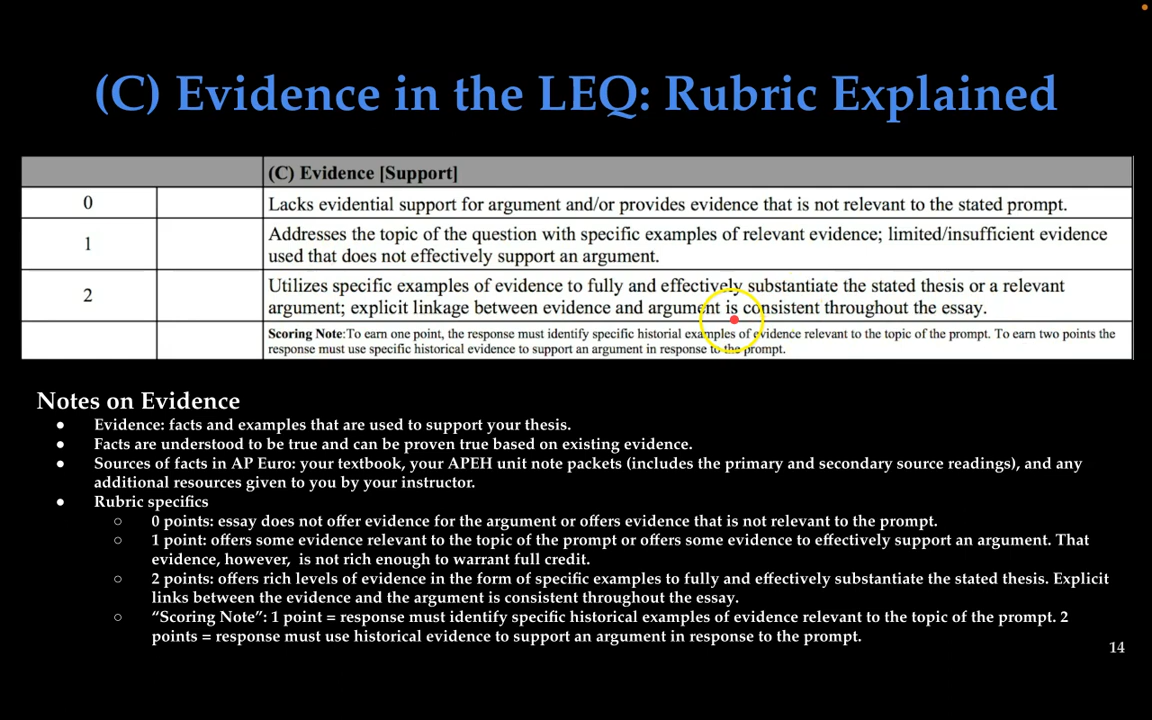 (C) Evidence in the LEQ: Rubric Explained
(C) Evidence [Support]
0
Lacks evidential support for argument and/or provides evidence that is not relevant to the stated prompt.
1
Addresses the topic of the question with specific examples of relevant evidence; limited/insufficient evidence
used that does not effectively support an argument.
2
Utilizes specific examples of evidence to fully and effectively substantiate the stated thesis or a relevant
argument; explicit linkage between evidence and argument is consistent throughout the essay.
Scoring Note:To earn one point, the response must identify specific historial examples of evidence relevant to the topic of the prompt. To earn two points the
response must use specific historical evidence to support an argument in response to the prompt.
Notes on Evidence
● Evidence: facts and examples that are used to support your thesis.
● Facts are understood to be true and can be proven true based on existing evidence.
● Sources of facts in AP Euro: your textbook, your APEH unit note packets (includes the primary and secondary source readings), and any
additional resources given to you by your instructor.
● Rubric specifics
○ 0 points: essay does not offer evidence for the argument or offers evidence that is not relevant to the prompt.
○ 1 point: offers some evidence relevant to the topic of the prompt or offers some evidence to effectively support an argument. That
evidence, however, is not rich enough to warrant full credit.
○ 2 points: offers rich levels of evidence in the form of specific examples to fully and effectively substantiate the stated thesis. Explicit
links between the evidence and the argument is consistent throughout the essay.
○ “Scoring Note”: 1 point = response must identify specific historical examples of evidence relevant to the topic of the prompt. 2
points = response must use historical evidence to support an argument in response to the prompt.
14